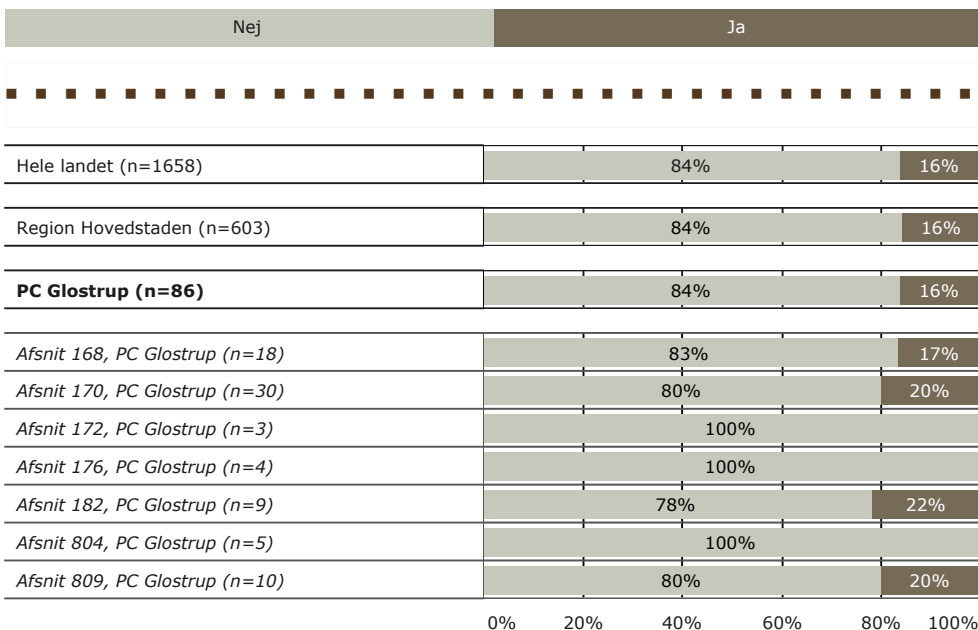 Nej Ja
Hele landet (n=1658) 84% 16%
Region Hovedstaden (n=603) 84% 16%
PC Glostrup (n=86) 84% 16%
Afsnit 168, PC Glostrup (n=18) 83% 17%
Afsnit 170, PC Glostrup (n=30) 80% 20%
Afsnit 172, PC Glostrup (n=3) 100%
Afsnit 176, PC Glostrup (n=4) 100%
Afsnit 182, PC Glostrup (n=9) 78% 22%
Afsnit 804, PC Glostrup (n=5) 100%
Afsnit 809, PC Glostrup (n=10) 80% 20%
0% 20% 40% 60% 80% 100%